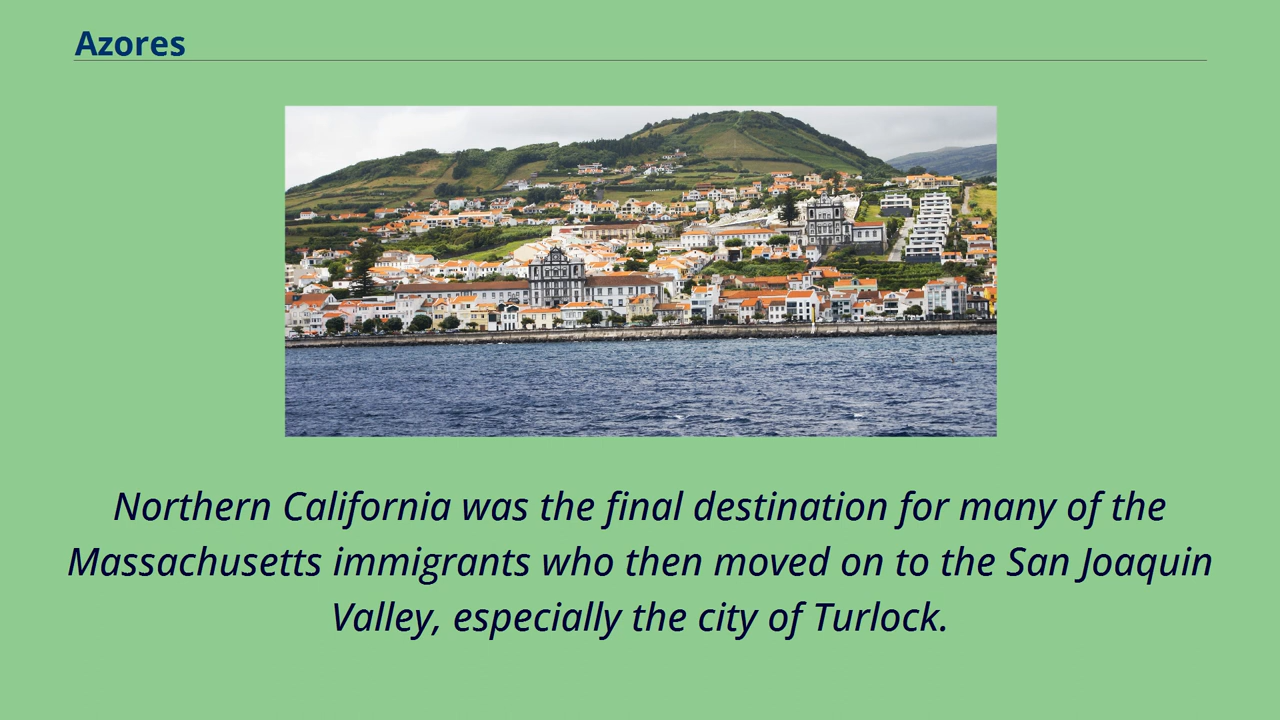 Azores
Northern California was the final destination for many of the
Massachusetts immigrants who then moved on to the San Joaquin
Valley, especially the city of Turlock.